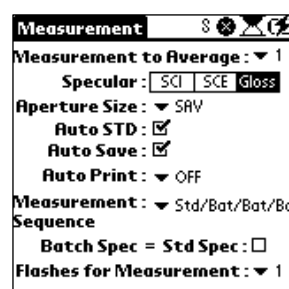 Measurement S
Measurement to Average : 1
Specular : SCI SCE Gloss
Aperture Size : SAV
Auto STD :
Auto Save :
Auto Print : OFF
Measurement : Std/Bat/Bat/
Sequence
Batch Spec = Std Spec :
Flashes for Measurement : 1